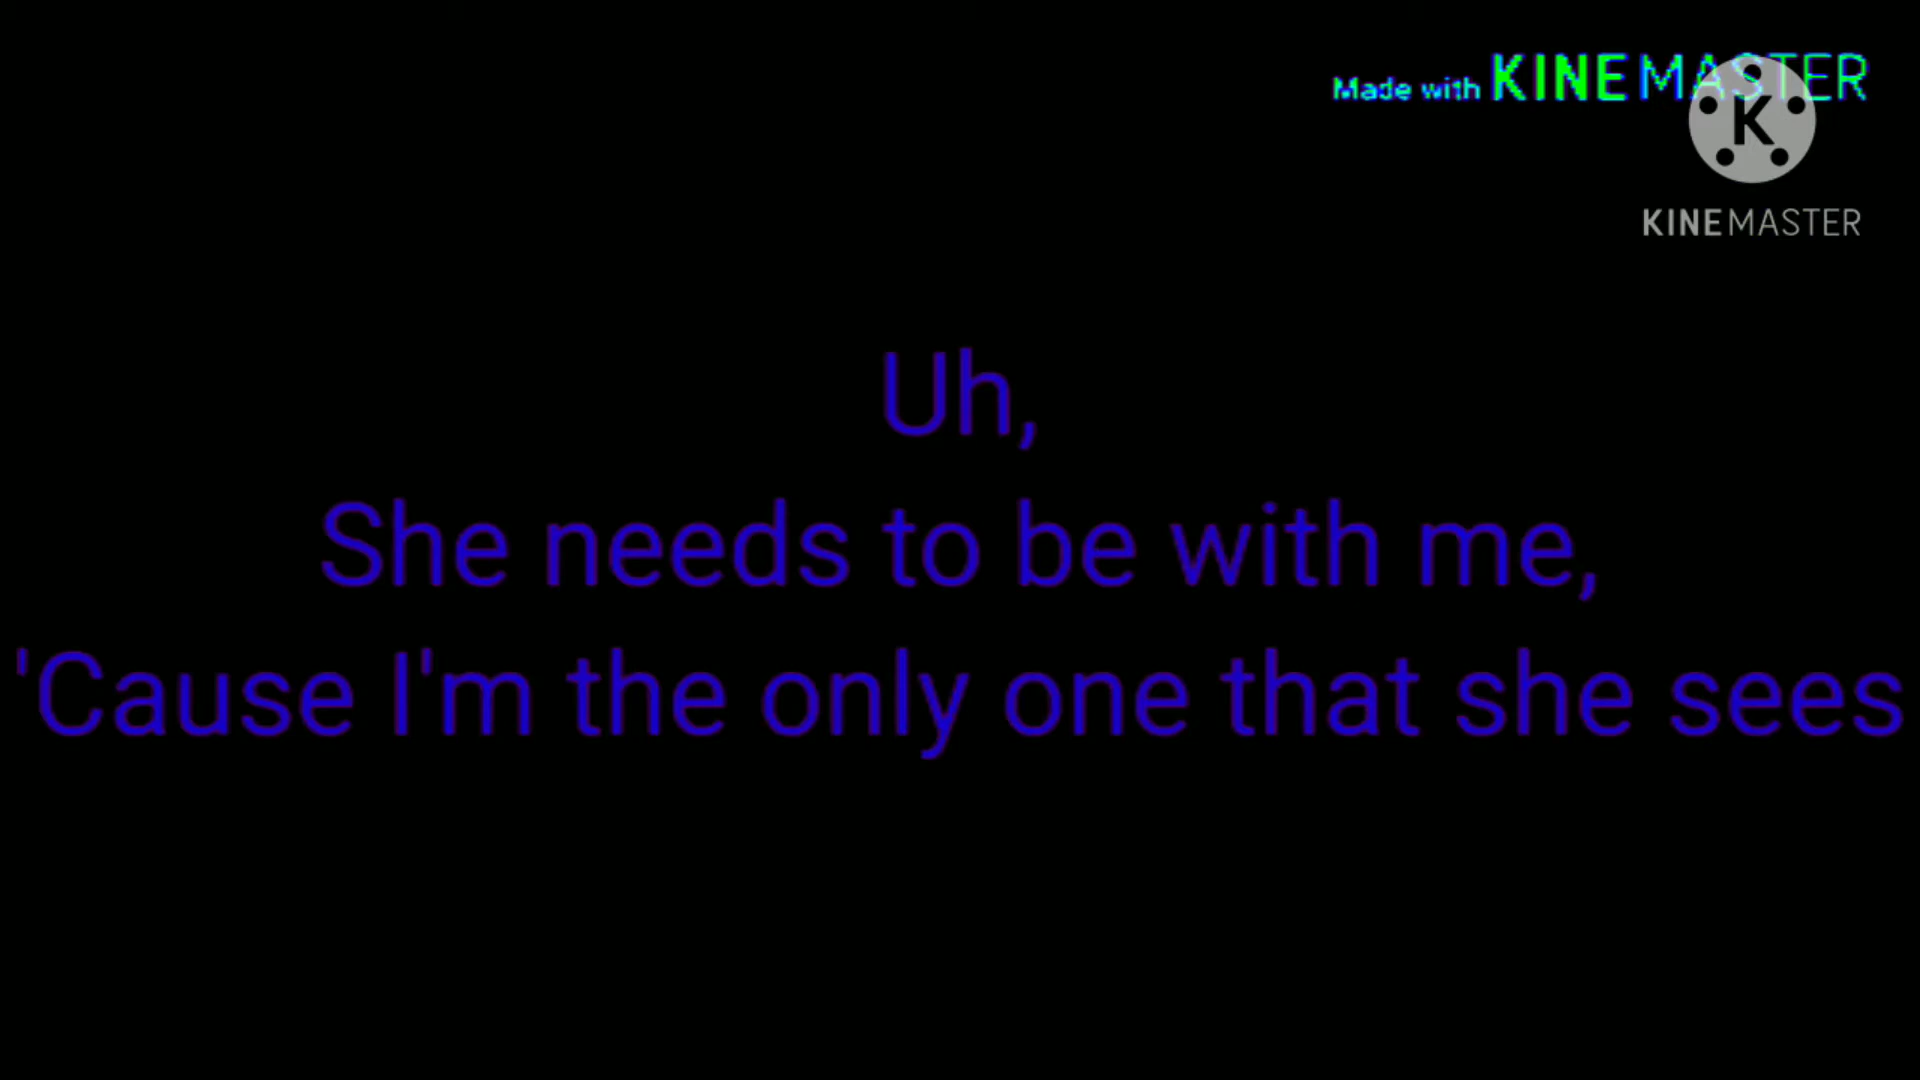 Made with KINEMASTER
K
KINEMASTER
Uh,
She needs to be with me,
'Cause I'm the only one that she sees